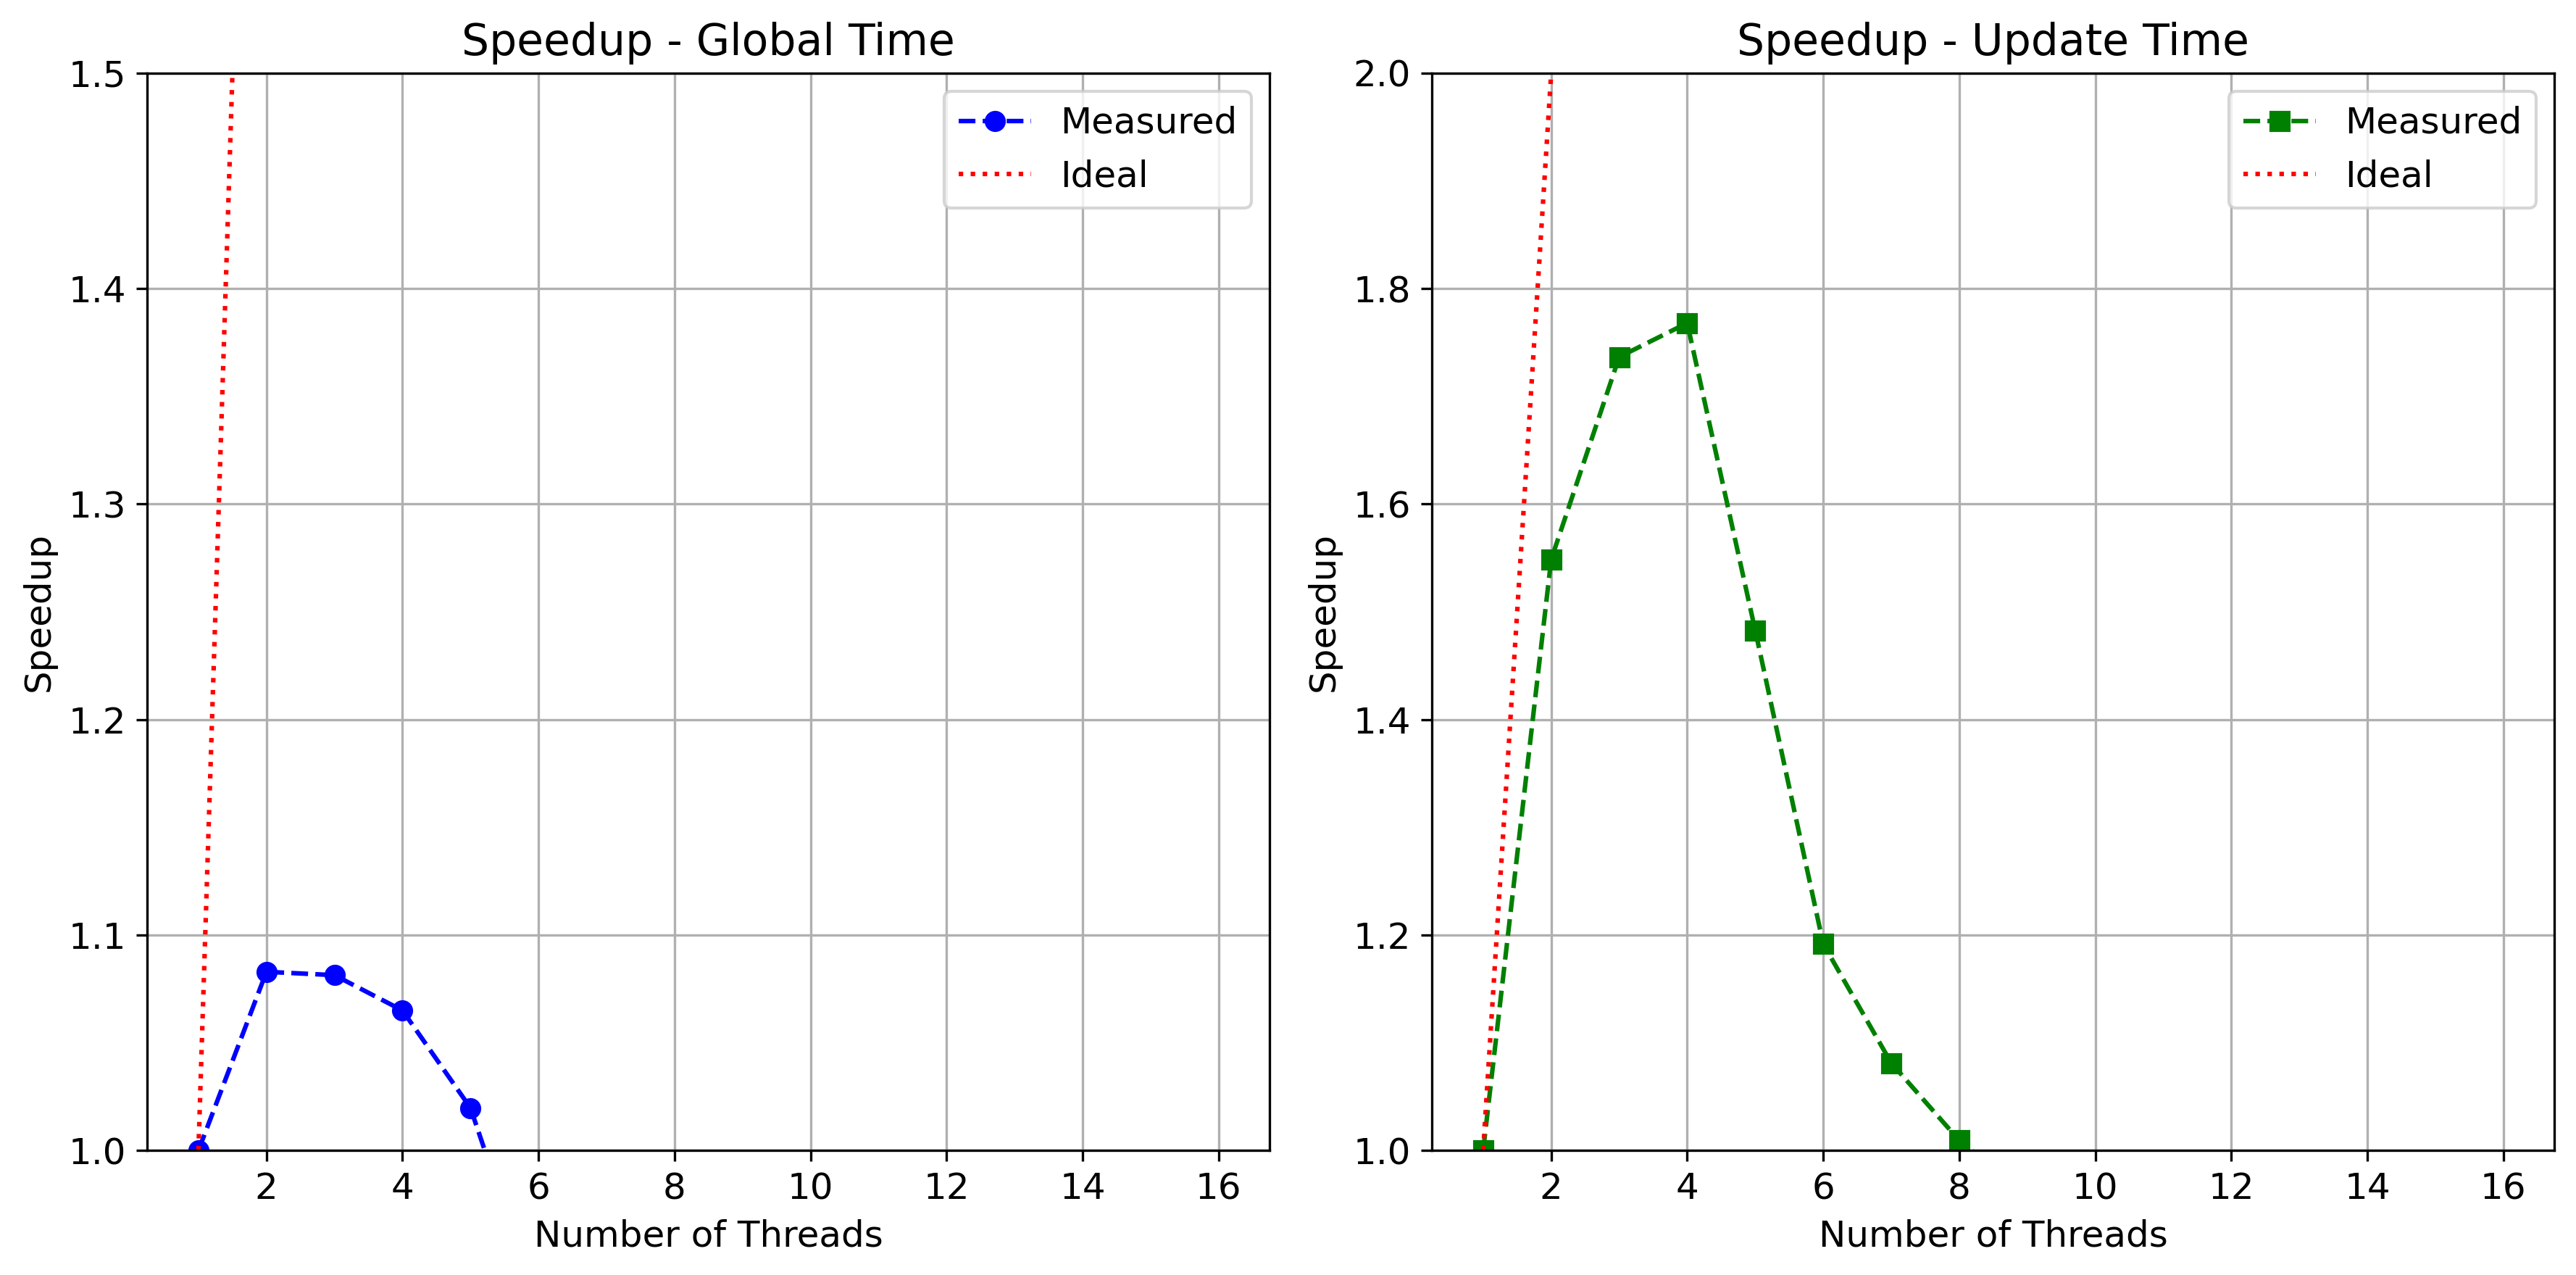 Speedup - Global Time
1.5
1.4
1.3
1.2
1.1
1.0
Speedup
Measured
Ideal
2 4 6 8 10 12 14 16
Number of Threads
Speedup - Update Time
2.0
1.8
1.6
1.4
1.2
1.0
Speedup
Measured
Ideal
2 4 6 8 10 12 14 16
Number of Threads